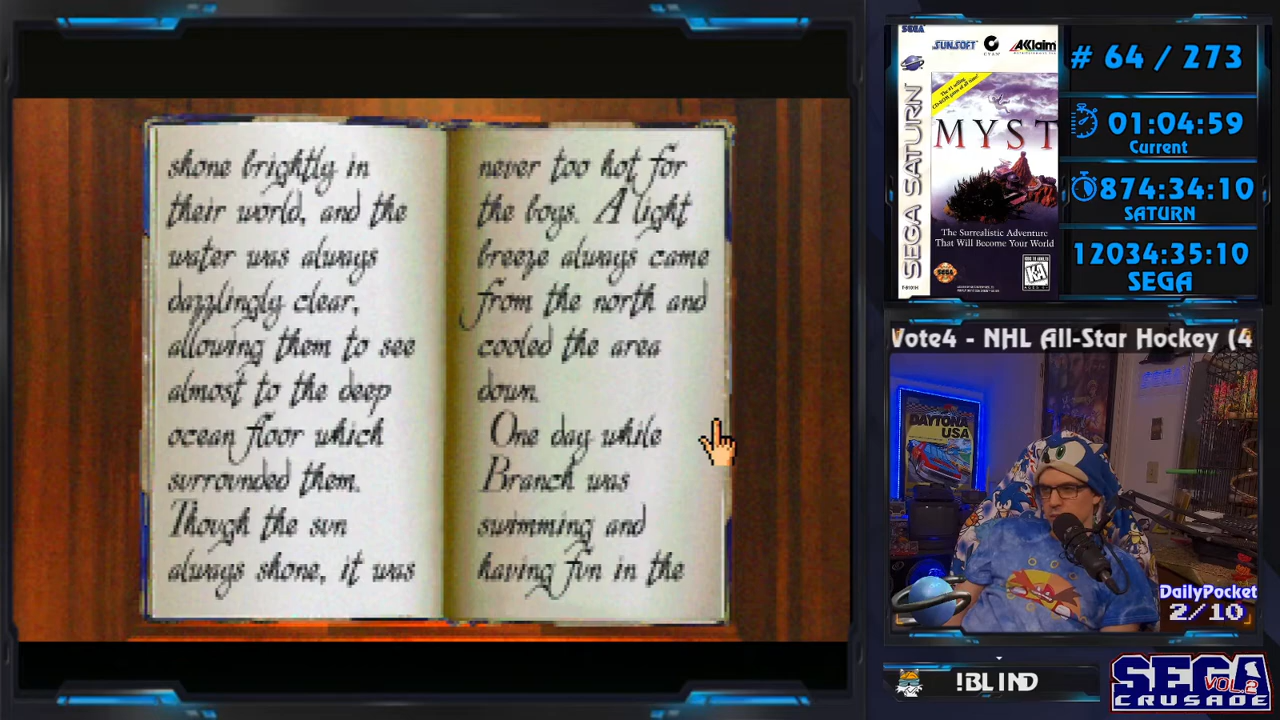 shone brightly in
their world, and the
water was always
dazzlingly clear,
allowing them to see
almost to the deep
ocean floor which
surrounded them.
Though the sun
always shone, it was
never too hot for
the boys. A light
breeze always came
from the north and
cooled the area
down.
One day while
Branch was
swimming and
having fun in the
SEGA
SUNSOFT
CYAN
AKKlaim
SEGA SATURN
MYST
The Surrealistic Adventure
That Will Become Your World
SEGA
K-A
# 64 / 273
01:04:59
Current
874:34:10
SATURN
12034:35:10
SEGA
Vote4 - NHL All-Star Hockey (4
DAYTONA
USA
DailyPocket
2/10
!BLIND
SEGA
VOL.2
CRUSADE